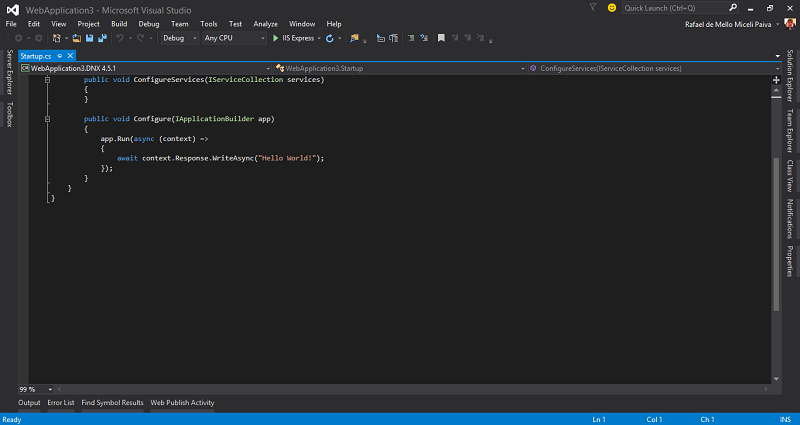 WebApplication3 - Microsoft Visual Studio
Quick Launch (Ctrl+Q)
File Edit View Project Build Debug Team Tools Test Analyze Window Help
Rafael de Mello Miceli Paiva
Debug Any CPU IIS Express
Server Explorer
Toolbox
Startup.cs
WebApplication3.DNX 4.5.1 WebApplication3.Startup ConfigureServices(IServiceCollection services)
public void ConfigureServices(IServiceCollection services)
{
}
public void Configure(IApplicationBuilder app)
{
app.Run(async (context) =>
{
await context.Response.WriteAsync("Hello World!");
});
}
}
}
Solution Explorer
Team Explorer
Class View
Notifications
Properties
99 %
Output Error List Find Symbol Results Web Publish Activity
Ready Ln 1 Col 1 Ch 1 INS